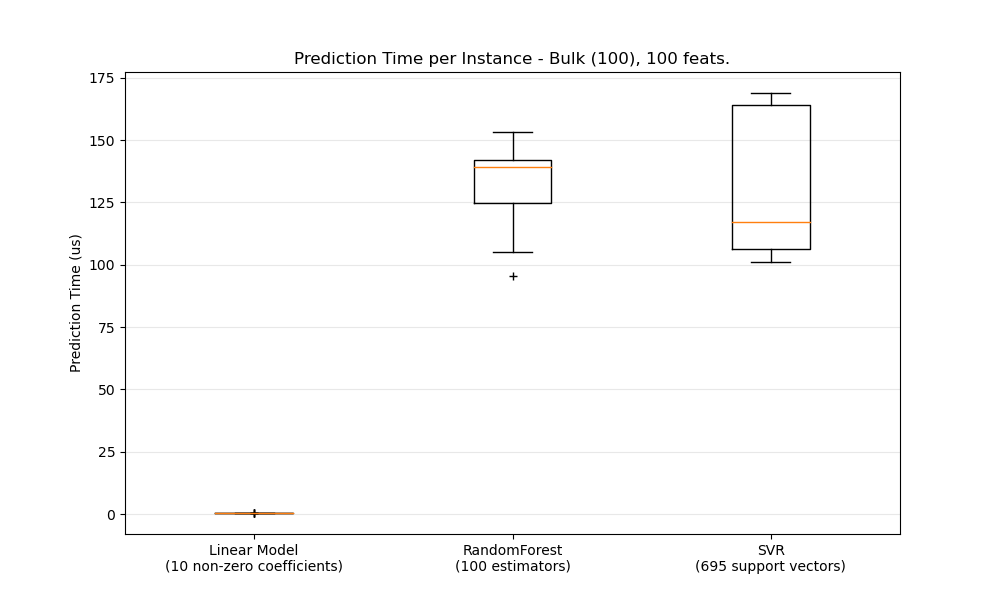 Prediction Time per Instance - Bulk (100), 100 feats.
175
150
125
100
75
50
25
0
Prediction Time (us)
Linear Model
(10 non-zero coefficients)
RandomForest
(100 estimators)
SVR
(695 support vectors)